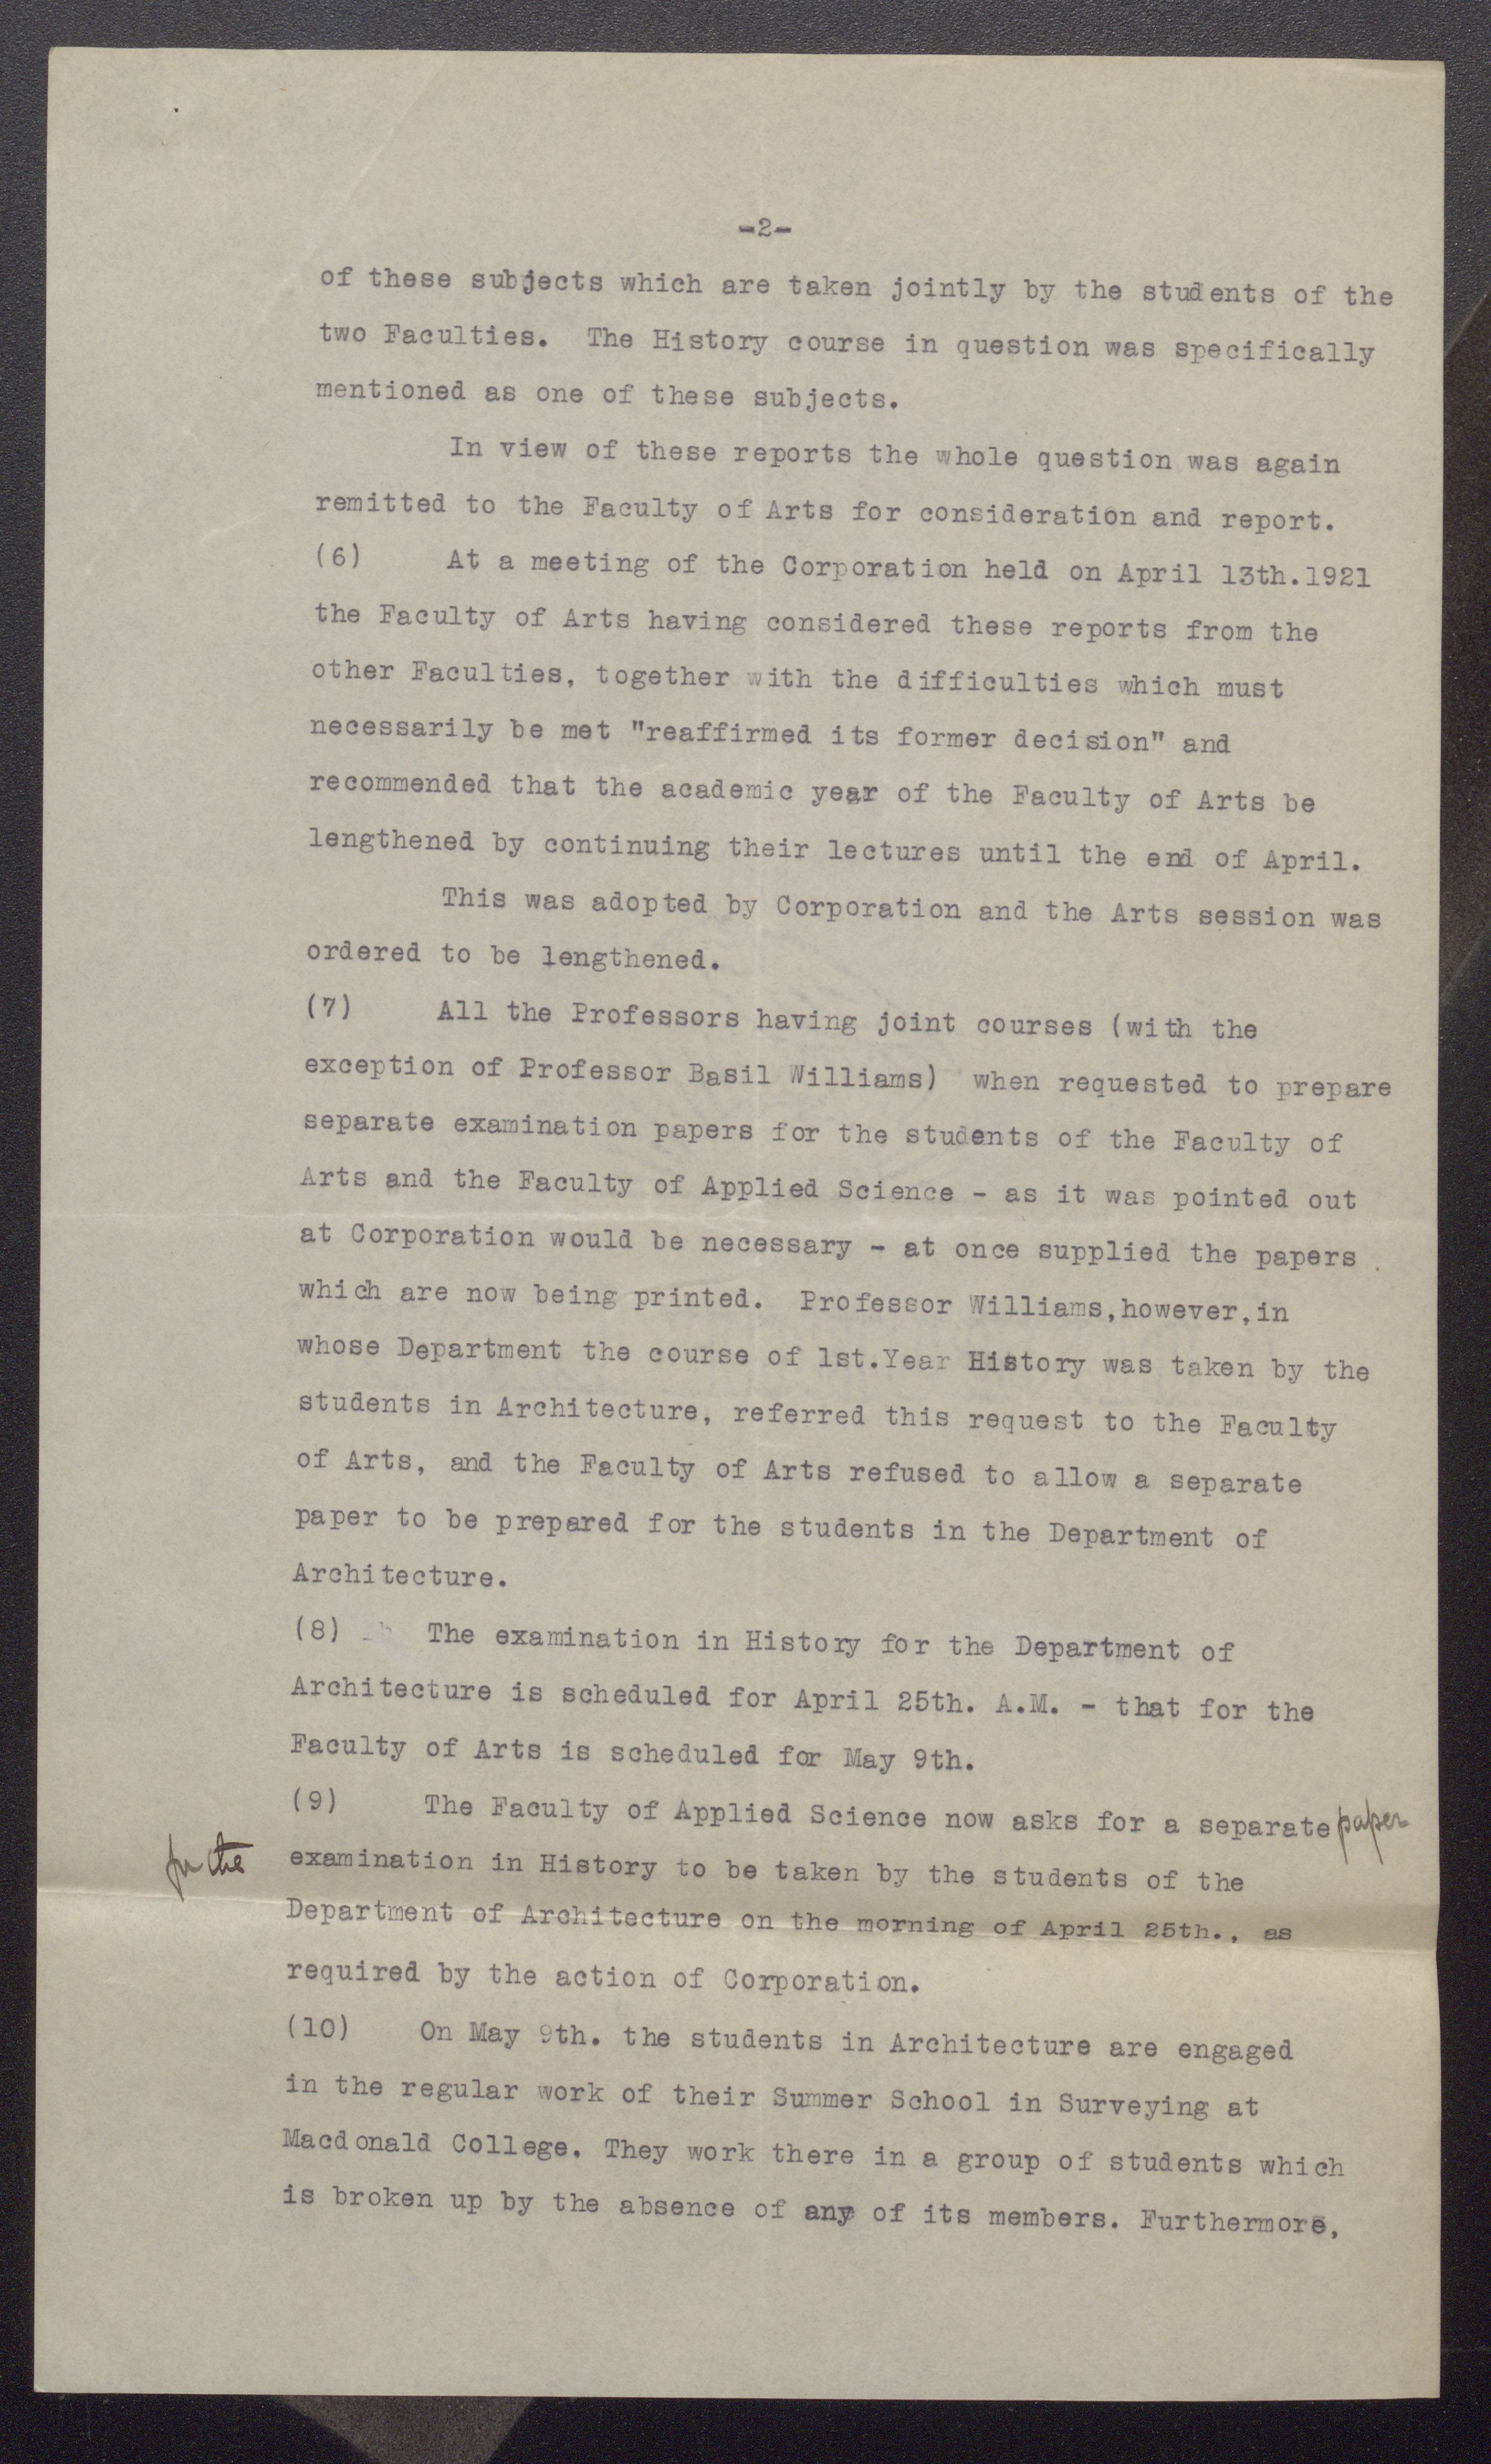 -2-
of these subjects which are taken jointly by the students of the
two Faculties. The History course in question was specifically
mentioned as one of these subjects.
In view of these reports the whole question was again
remitted to the Faculty of Arts for consideration and report.
(6) At a meeting of the Corporation held on April 13th.1921
the Faculty of Arts having considered these reports from the
other Faculties, together with the difficulties which must
necessarily be met "reaffirmed its former decision" and
recommended that the academic year of the Faculty of Arts be
lengthened by continuing their lectures until the end of April.
This was adopted by Corporation and the Arts session was
ordered to be lengthened.
(7) All the Professors having joint courses (with the
exception of Professor Basil Williams) when requested to prepare
separate examination papers for the students of the Faculty of
Arts and the Faculty of Applied Science - as it was pointed out
at Corporation would be necessary - at once supplied the papers
which are now being printed. Professor Williams,however,in
whose Department the course of 1st.Year History was taken by the
students in Architecture, referred this request to the Faculty
of Arts, and the Faculty of Arts refused to allow a separate
paper to be prepared for the students in the Department of
Architecture.
(8) The examination in History for the Department of
Architecture is scheduled for April 25th. A.M. - that for the
Faculty of Arts is scheduled for May 9th.
(9) The Faculty of Applied Science now asks for a separate paper
for the examination in History to be taken by the students of the
Department of Architecture on the morning of April 25th., as
required by the action of Corporation.
(10) On May 9th. the students in Architecture are engaged
in the regular work of their Summer School in Surveying at
Macdonald College. They work there in a group of students which
is broken up by the absence of any of its members. Furthermore,